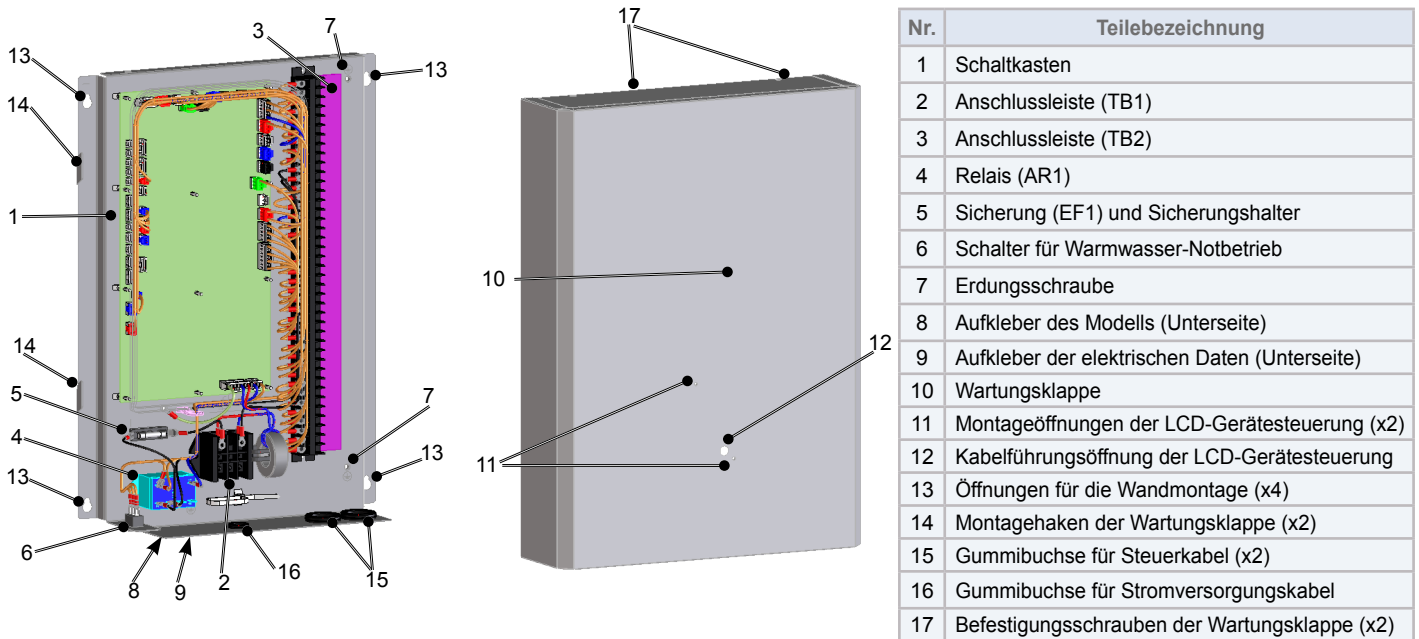 13
14
1
14
5
4
13
6
8
9
2
16
15
3
7
13
7
13
17
10
11
12
Nr. Teilebezeichnung
1 Schaltkasten
2 Anschlussleiste (TB1)
3 Anschlussleiste (TB2)
4 Relais (AR1)
5 Sicherung (EF1) und Sicherungshalter
6 Schalter für Warmwasser-Notbetrieb
7 Erdungsschraube
8 Aufkleber des Modells (Unterseite)
9 Aufkleber der elektrischen Daten (Unterseite)
10 Wartungsklappe
11 Montageöffnungen der LCD-Gerätesteuerung (x2)
12 Kabelführungsöffnung der LCD-Gerätesteuerung
13 Öffnungen für die Wandmontage (x4)
14 Montagehaken der Wartungsklappe (x2)
15 Gummibuchse für Steuerkabel (x2)
16 Gummibuchse für Stromversorgungskabel
17 Befestigungsschrauben der Wartungsklappe (x2)